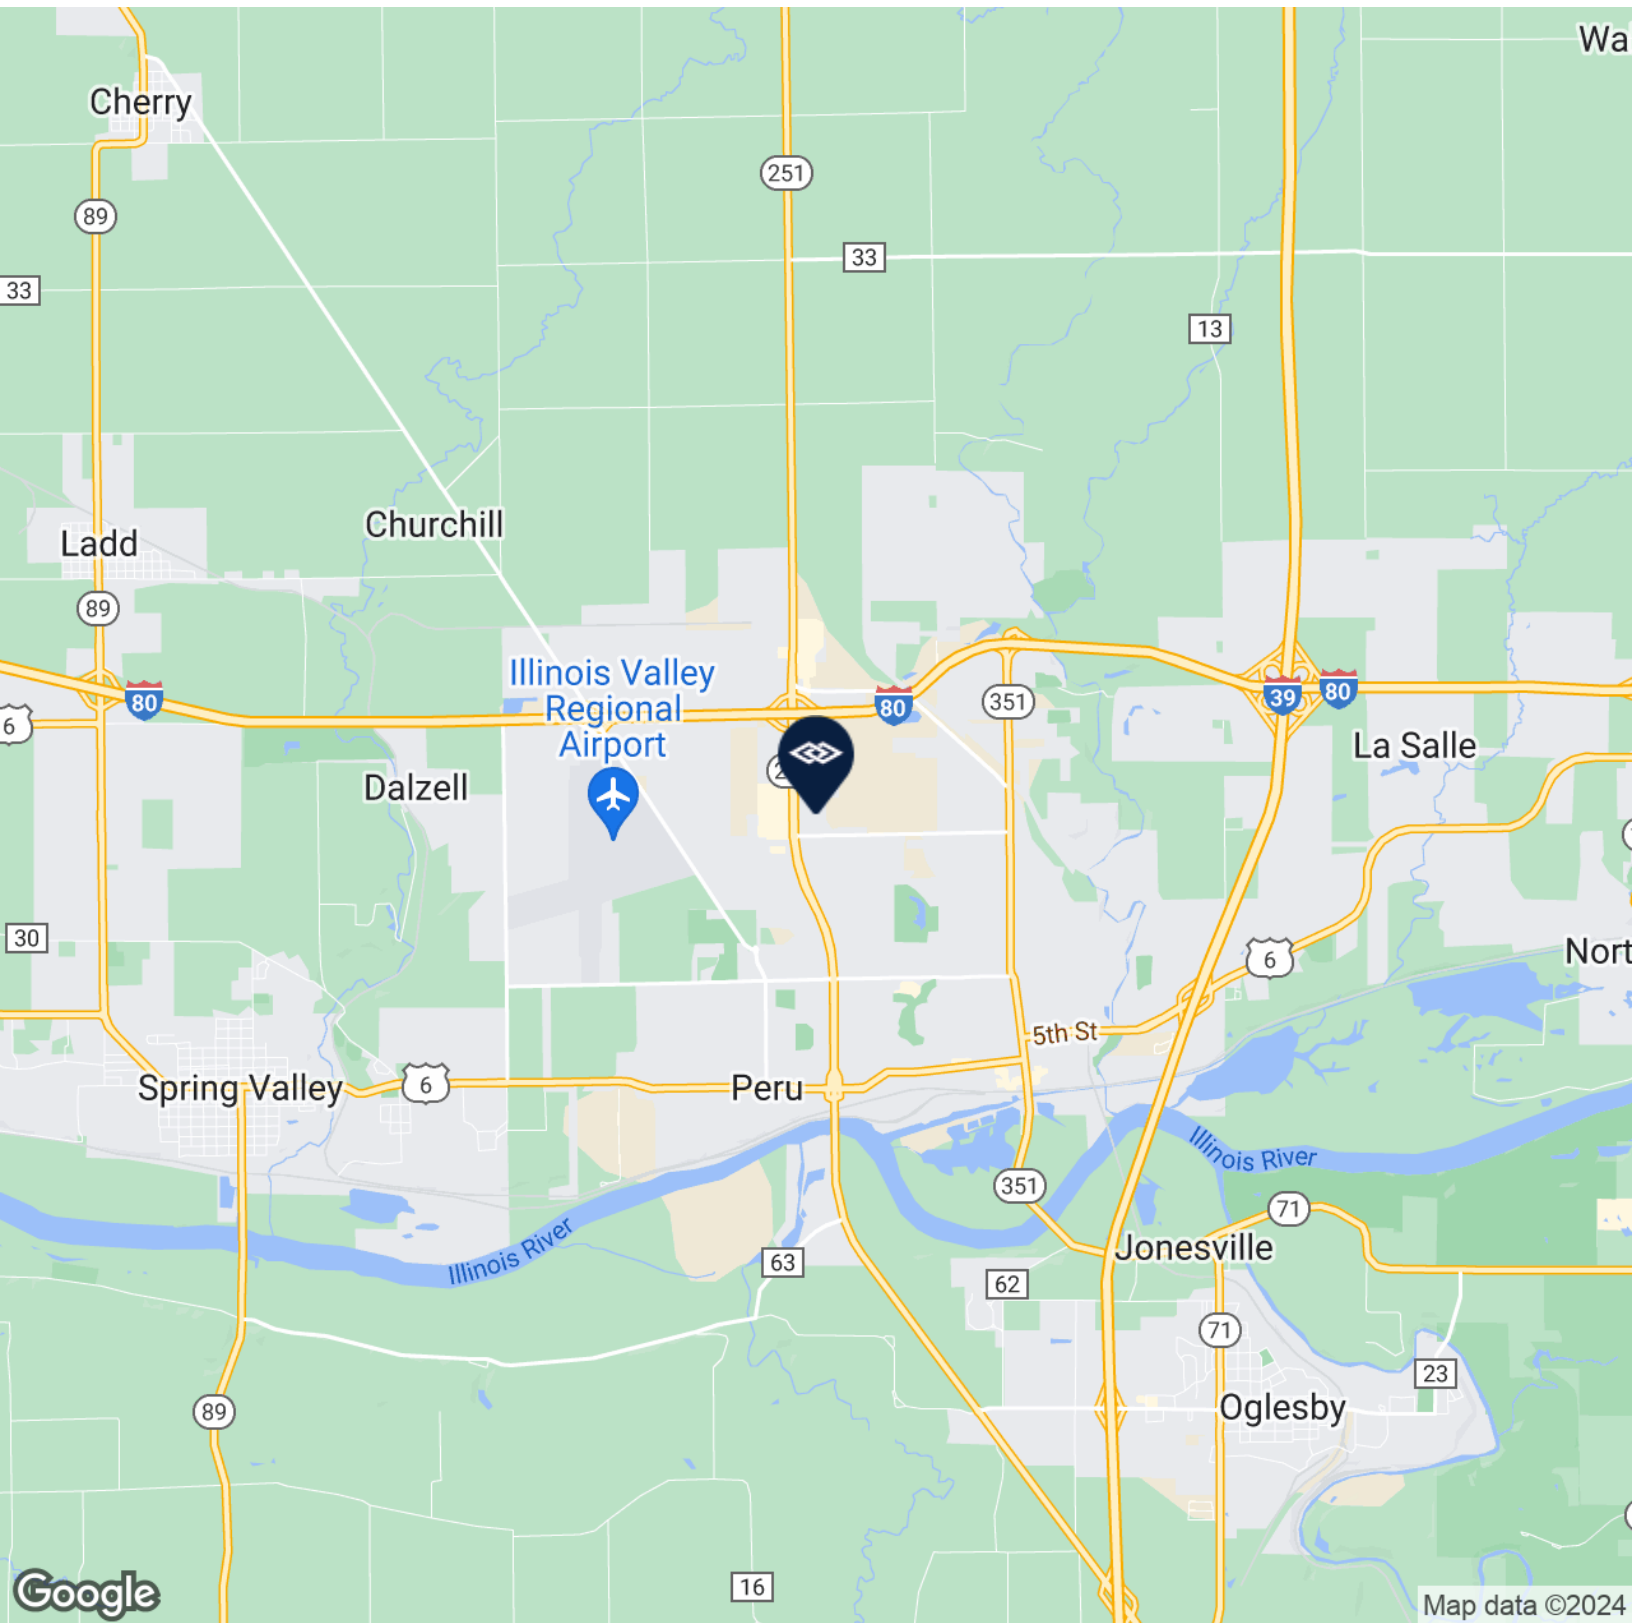 Wa
Cherry
251
89
33
33
13
Churchill
Ladd
89
Illinois Valley
Regional
Airport
80
80
351
39
80
6
La Salle
Dalzell
30
Nort
6
5th St
Spring Valley
6
Peru
Illinois River
351
71
Illinois River
Jonesville
63
62
71
23
89
Oglesby
16
Google
Map data ©2024